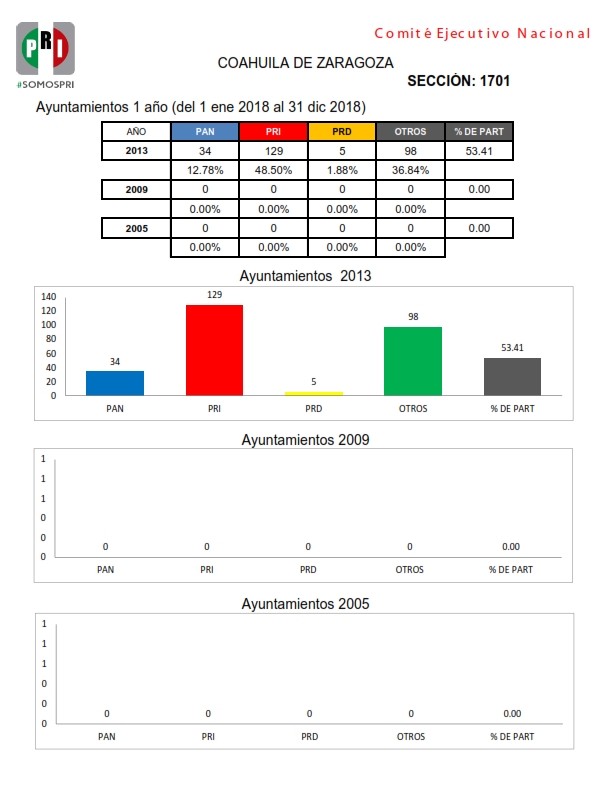 Comité Ejecutivo Nacional
PRI
#SOMOSPRI
COAHUILA DE ZARAGOZA
SECCIÓN: 1701
Ayuntamientos 1 año (del 1 ene 2018 al 31 dic 2018)
AÑO PAN PRI PRD OTROS % DE PART
2013 34 129 5 98 53.41
12.78% 48.50% 1.88% 36.84%
2009 0 0 0 0 0.00
0.00% 0.00% 0.00% 0.00%
2005 0 0 0 0 0.00
0.00% 0.00% 0.00% 0.00%
Ayuntamientos 2013
140
120
100
80
60
40
20
0
34 129 5 98 53.41
PAN PRI PRD OTROS % DE PART
Ayuntamientos 2009
1
1
1
0
0
0
0 0 0 0 0.00
PAN PRI PRD OTROS % DE PART
Ayuntamientos 2005
1
1
1
0
0
0
0 0 0 0 0.00
PAN PRI PRD OTROS % DE PART